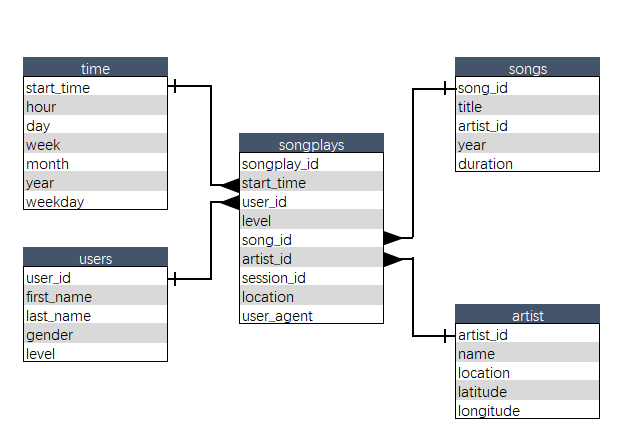 time
start_time
hour
day
week
month
year
weekday
users
user_id
first_name
last_name
gender
level
songplays
songplay_id
start_time
user_id
level
song_id
artist_id
session_id
location
user_agent
songs
song_id
title
artist_id
year
duration
artist
artist_id
name
location
latitude
longitude